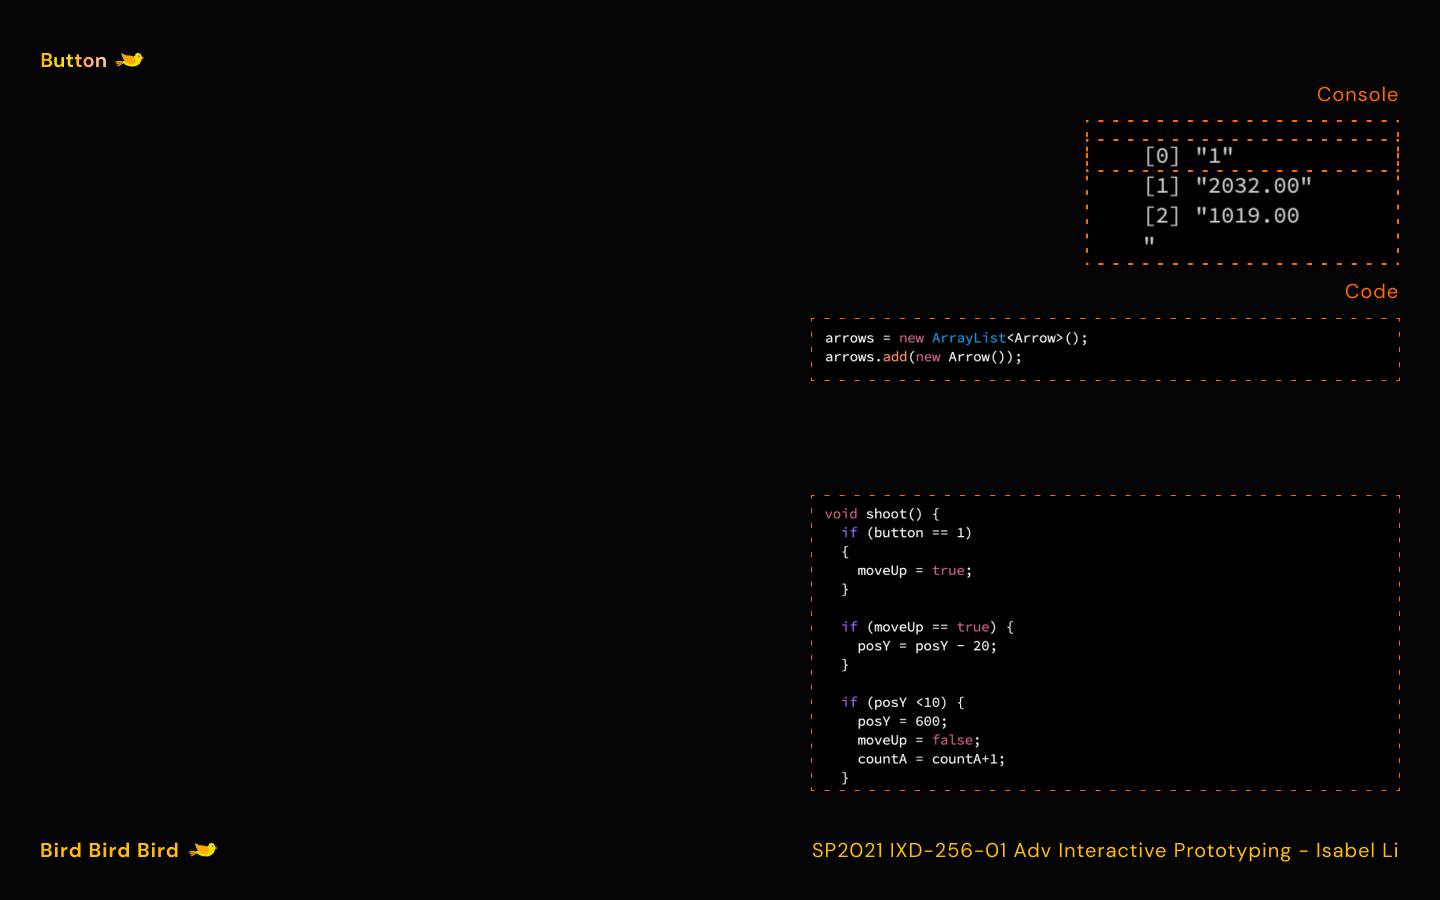 Button
Console
[0] "1"
[1] "2032.00"
[2] "1019.00
"
Code
arrows = new ArrayList<Arrow>();
arrows.add(new Arrow());
void shoot() {
  if (button == 1)
  {
    moveUp = true;
  }

  if (moveUp == true) {
    posY = posY - 20;
  }

  if (posY <10) {
    posY = 600;
    moveUp = false;
    countA = countA+1;
  }
Bird Bird Bird
SP2021 IXD-256-01 Adv Interactive Prototyping - Isabel Li